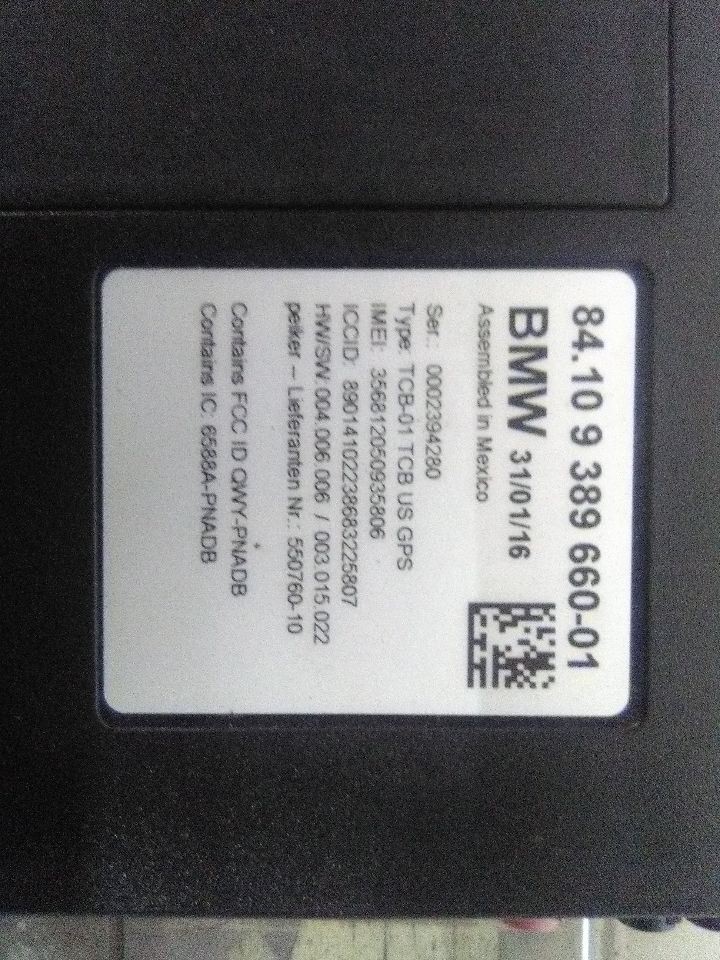 84.10 9 389 660-01
BMW 31/01/16
Assembled in Mexico
Ser.: 0002394280
Type: TCB-01 TCB US GPS
IMEI: 356812050935806
ICCID: 89014102238683225807
HW/SW 004.006.006 / 003.015.022
peiker – Lieferanten Nr.: 550760-10
Contains FCC ID QWY-PNADB
Contains IC: 6588A-PNADB